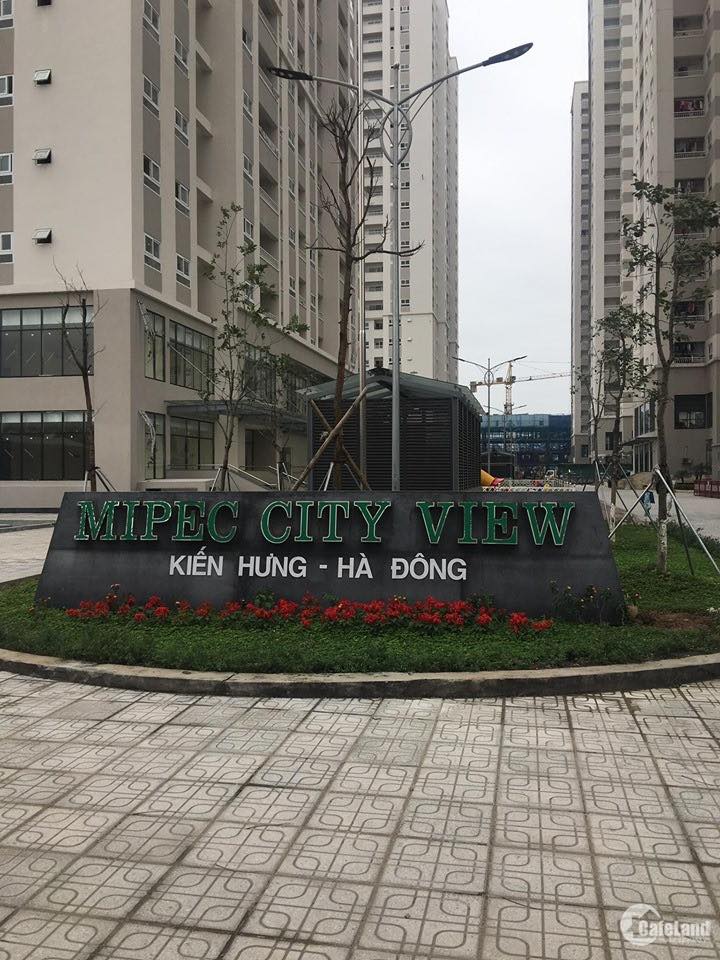 MIPEC CITY VIEW
KIẾN HƯNG - HÀ ĐÔNG
CafeLand